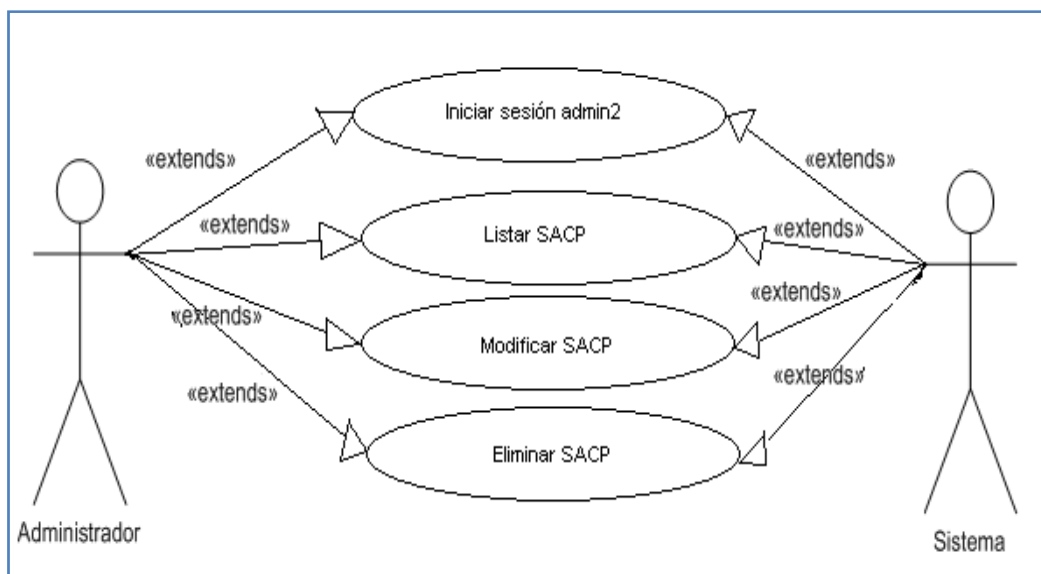 Iniciar sesión admin2
«extends»
«extends»
«extends»
Listar SACP
«extends»
«extends»
«extends»
Modificar SACP
«extends»
«extends»
Eliminar SACP
Administrador
Sistema